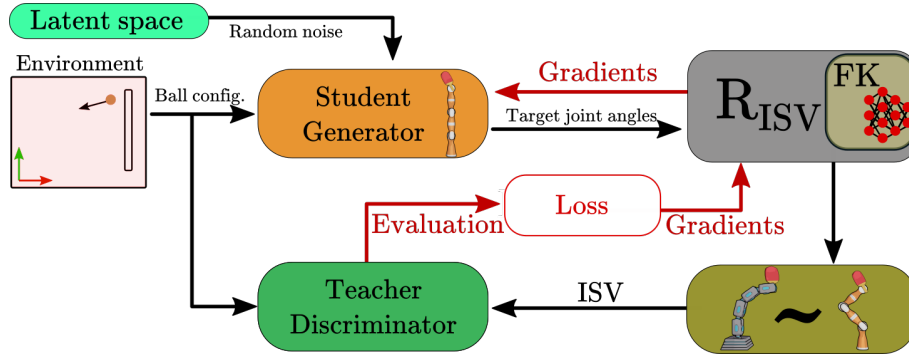 Latent space
Random noise
Environment
Ball config.
Student
Generator
Gradients
Target joint angles
R_ISV
FK
Evaluation
Loss
Gradients
Teacher
Discriminator
ISV
~